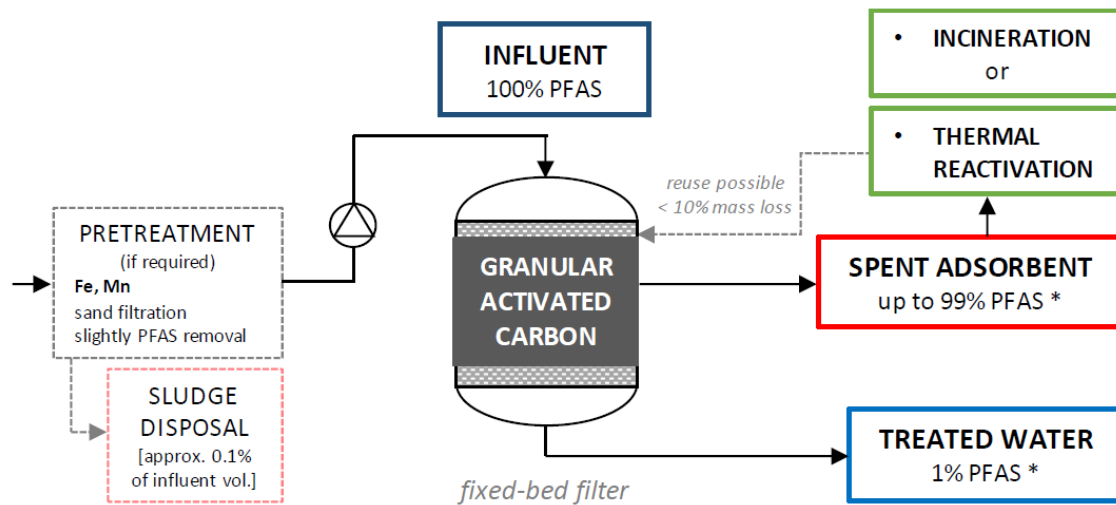 INFLUENT
100% PFAS
• INCINERATION
or
• THERMAL
REACTIVATION
reuse possible
< 10% mass loss
PRETREATMENT
(if required)
Fe, Mn
sand filtration
slightly PFAS removal
GRANULAR
ACTIVATED
CARBON
SPENT ADSORBENT
up to 99% PFAS *
SLUDGE
DISPOSAL
[approx. 0.1%
of influent vol.]
TREATED WATER
1% PFAS *
fixed-bed filter